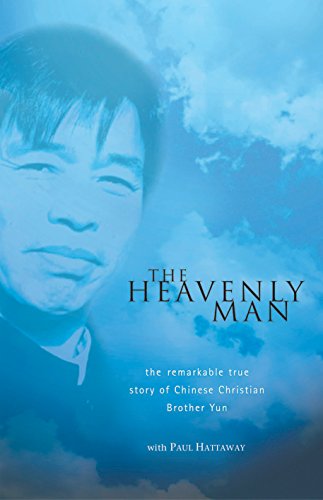 THE
HEAVENLY
MAN
the remarkable true
story of Chinese Christian
Brother Yun
with PAUL HATTAWAY